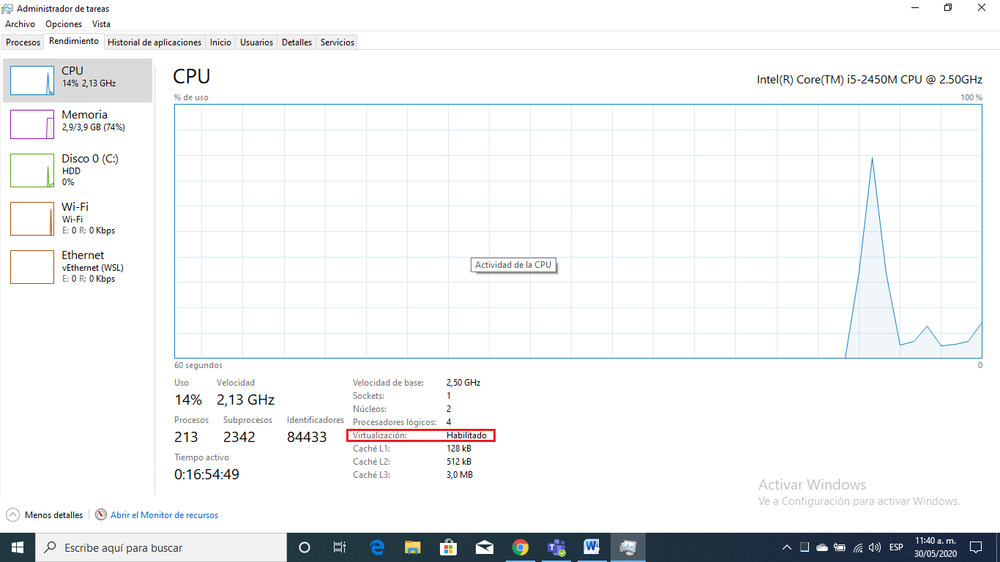 Administrador de tareas
Archivo Opciones Vista
Procesos Rendimiento Historial de aplicaciones Inicio Usuarios Detalles Servicios
CPU
14% 2,13 GHz
Memoria
2,9/3,9 GB (74%)
Disco 0 (C:)
HDD
0%
Wi-Fi
Wi-Fi
E: 0 R: 0 Kbps
Ethernet
vEthernet (WSL)
E: 0 R: 0 Kbps
CPU
Intel(R) Core(TM) i5-2450M CPU @ 2.50GHz
% de uso 100 %
Actividad de la CPU
60 segundos 0
Uso Velocidad
14% 2,13 GHz
Procesos Subprocesos Identificadores
213 2342 84433
Tiempo activo
0:16:54:49
Velocidad de base: 2,50 GHz
Sockets: 1
Núcleos: 2
Procesadores lógicos: 4
Virtualización: Habilitado
Caché L1: 128 kB
Caché L2: 512 kB
Caché L3: 3,0 MB
Activar Windows
Ve a Configuración para activar Windows.
Menos detalles Abrir el Monitor de recursos
Escribe aquí para buscar
ESP
11:40 a. m.
30/05/2020